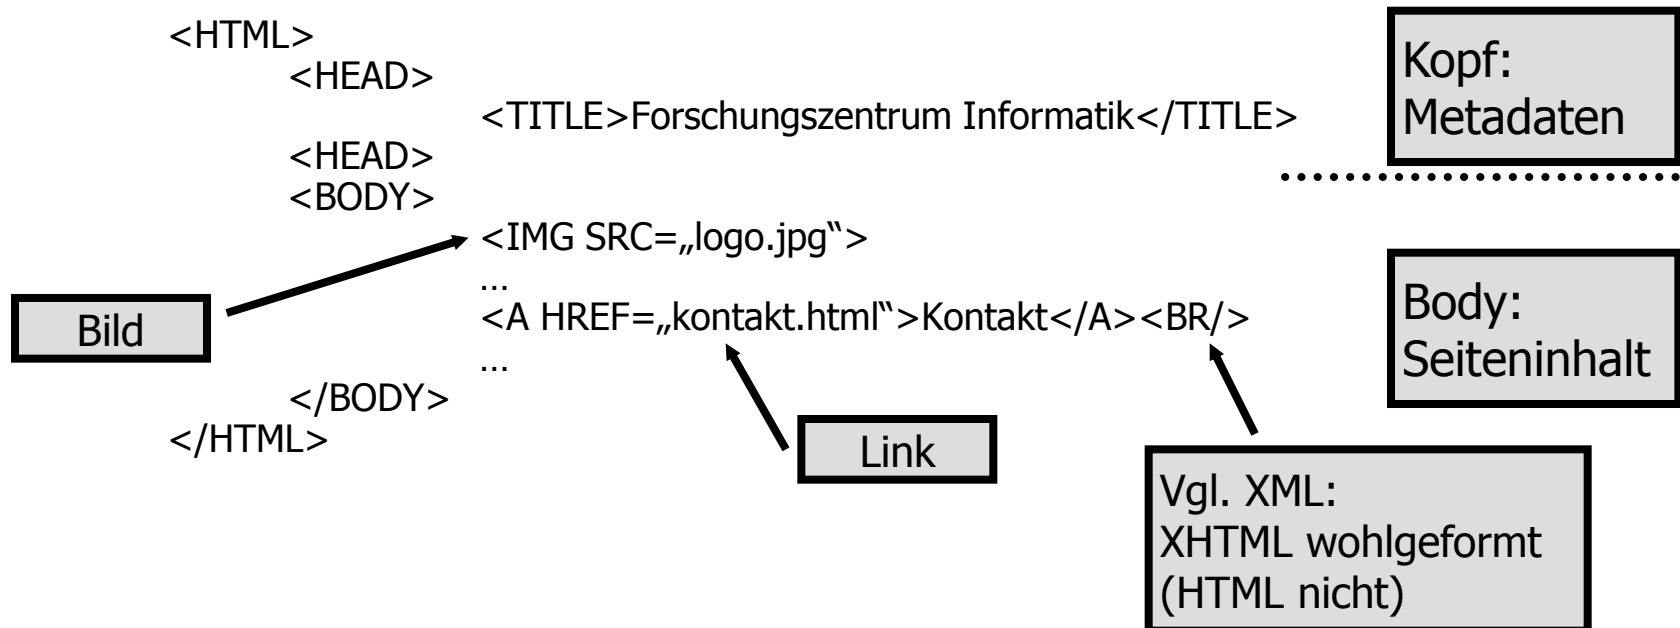 <HTML>
<HEAD>
<TITLE>Forschungszentrum Informatik</TITLE>
<HEAD>
<BODY>
<IMG SRC=„logo.jpg“>
…
<A HREF=„kontakt.html“>Kontakt</A><BR/>
…
</BODY>
</HTML>
Bild
Link
Kopf:
Metadaten
Body:
Seiteninhalt
Vgl. XML:
XHTML wohlgeformt
(HTML nicht)